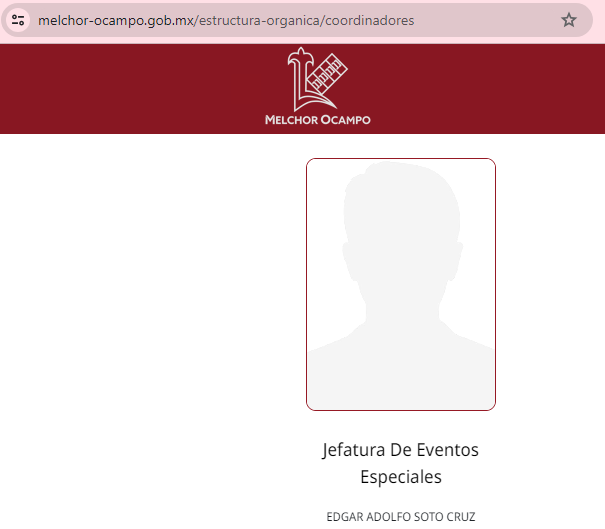 melchor-ocampo.gob.mx/estructura-organica/coordinadores
MELCHOR OCAMPO
Jefatura De Eventos
Especiales
EDGAR ADOLFO SOTO CRUZ